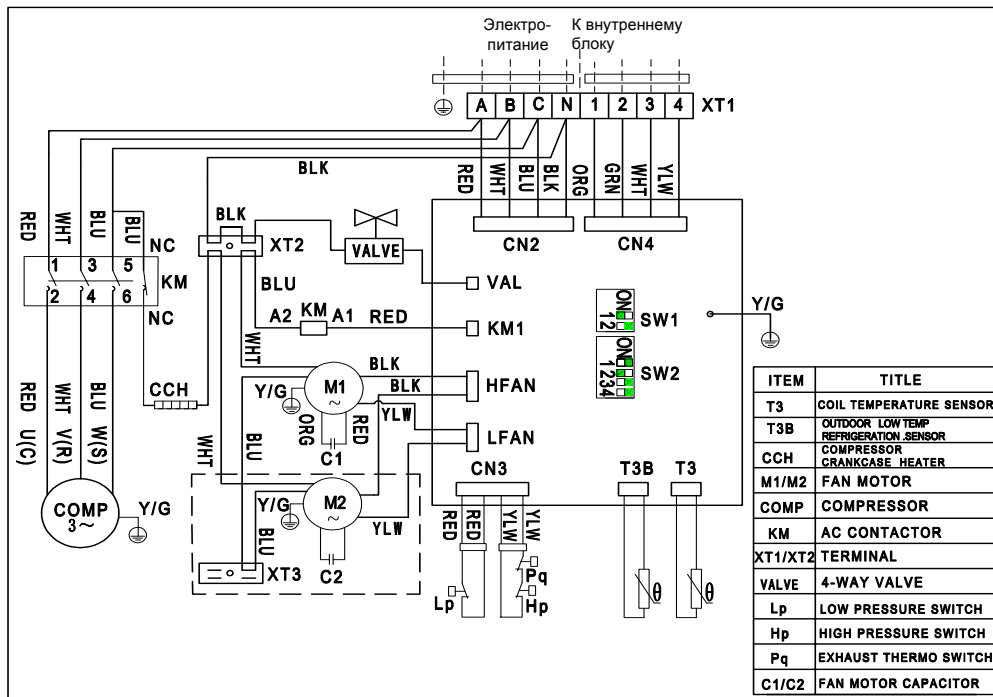 Электро-
питание
К внутреннему
блоку
A B C N 1 2 3 4 XT1
RED
WHT
BLU
BLK
ORG
GRN
WHT
YLW
BLK
RED
WHT
BLU
BLU
NC
1 3 5
KM
2 4 6
NC
BLK
XT2
VALVE
BLU
A2 KM A1 RED
WHT
CN2
CN4
VAL
KM1
HFAN
LFAN
CN3
ON
1 2
SW1
ON
1 2 3 4
SW2
Y/G
T3B
T3
CCH
RED U(C)
WHT V(R)
BLU W(S)
COMP
3~
Y/G
Y/G
M1
~
BLK
BLK
YLW
ORG
RED
C1
WHT
BLU
Y/G
M2
~
YLW
BLU
C2
XT3
RED
RED
YLW
YLW
Lp
Pq
Hp
θ
θ
ITEM TITLE
T3 COIL TEMPERATURE SENSOR
T3B OUTDOOR LOW TEMP
REFRIGERATION .SENSOR
CCH COMPRESSOR
CRANKCASE HEATER
M1/M2 FAN MOTOR
COMP COMPRESSOR
KM AC CONTACTOR
XT1/XT2 TERMINAL
VALVE 4-WAY VALVE
Lp LOW PRESSURE SWITCH
Hp HIGH PRESSURE SWITCH
Pq EXHAUST THERMO SWITCH
C1/C2 FAN MOTOR CAPACITOR